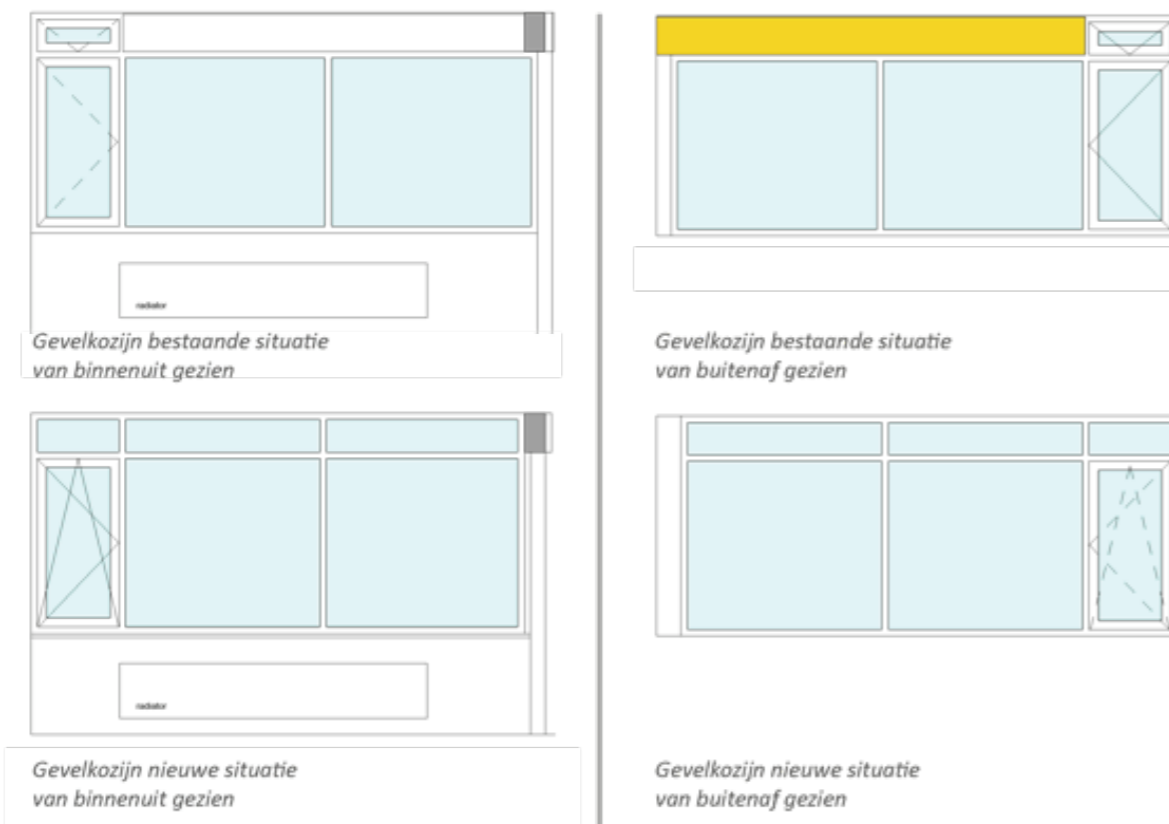 radiator
Gevelkozijn bestaande situatie
van binnenuit gezien
Gevelkozijn bestaande situatie
van buitenaf gezien
radiator
Gevelkozijn nieuwe situatie
van binnenuit gezien
Gevelkozijn nieuwe situatie
van buitenaf gezien